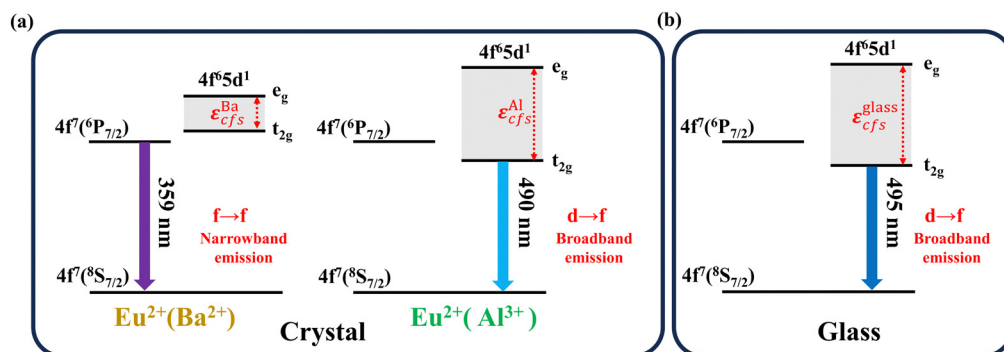 (a)
4f⁶5d¹
e_g
ε_cfs^Ba
t_2g
4f⁷(⁶P_7/2)
359 nm
f→f
Narrowband
emission
4f⁷(⁸S_7/2)
Eu²⁺(Ba²⁺)
4f⁶5d¹
e_g
ε_cfs^Al
4f⁷(⁶P_7/2)
t_2g
490 nm
d→f
Broadband
emission
4f⁷(⁸S_7/2)
Eu²⁺( Al³⁺)
Crystal
(b)
4f⁶5d¹
e_g
ε_cfs^glass
4f⁷(⁶P_7/2)
t_2g
495 nm
d→f
Broadband
emission
4f⁷(⁸S_7/2)
Glass